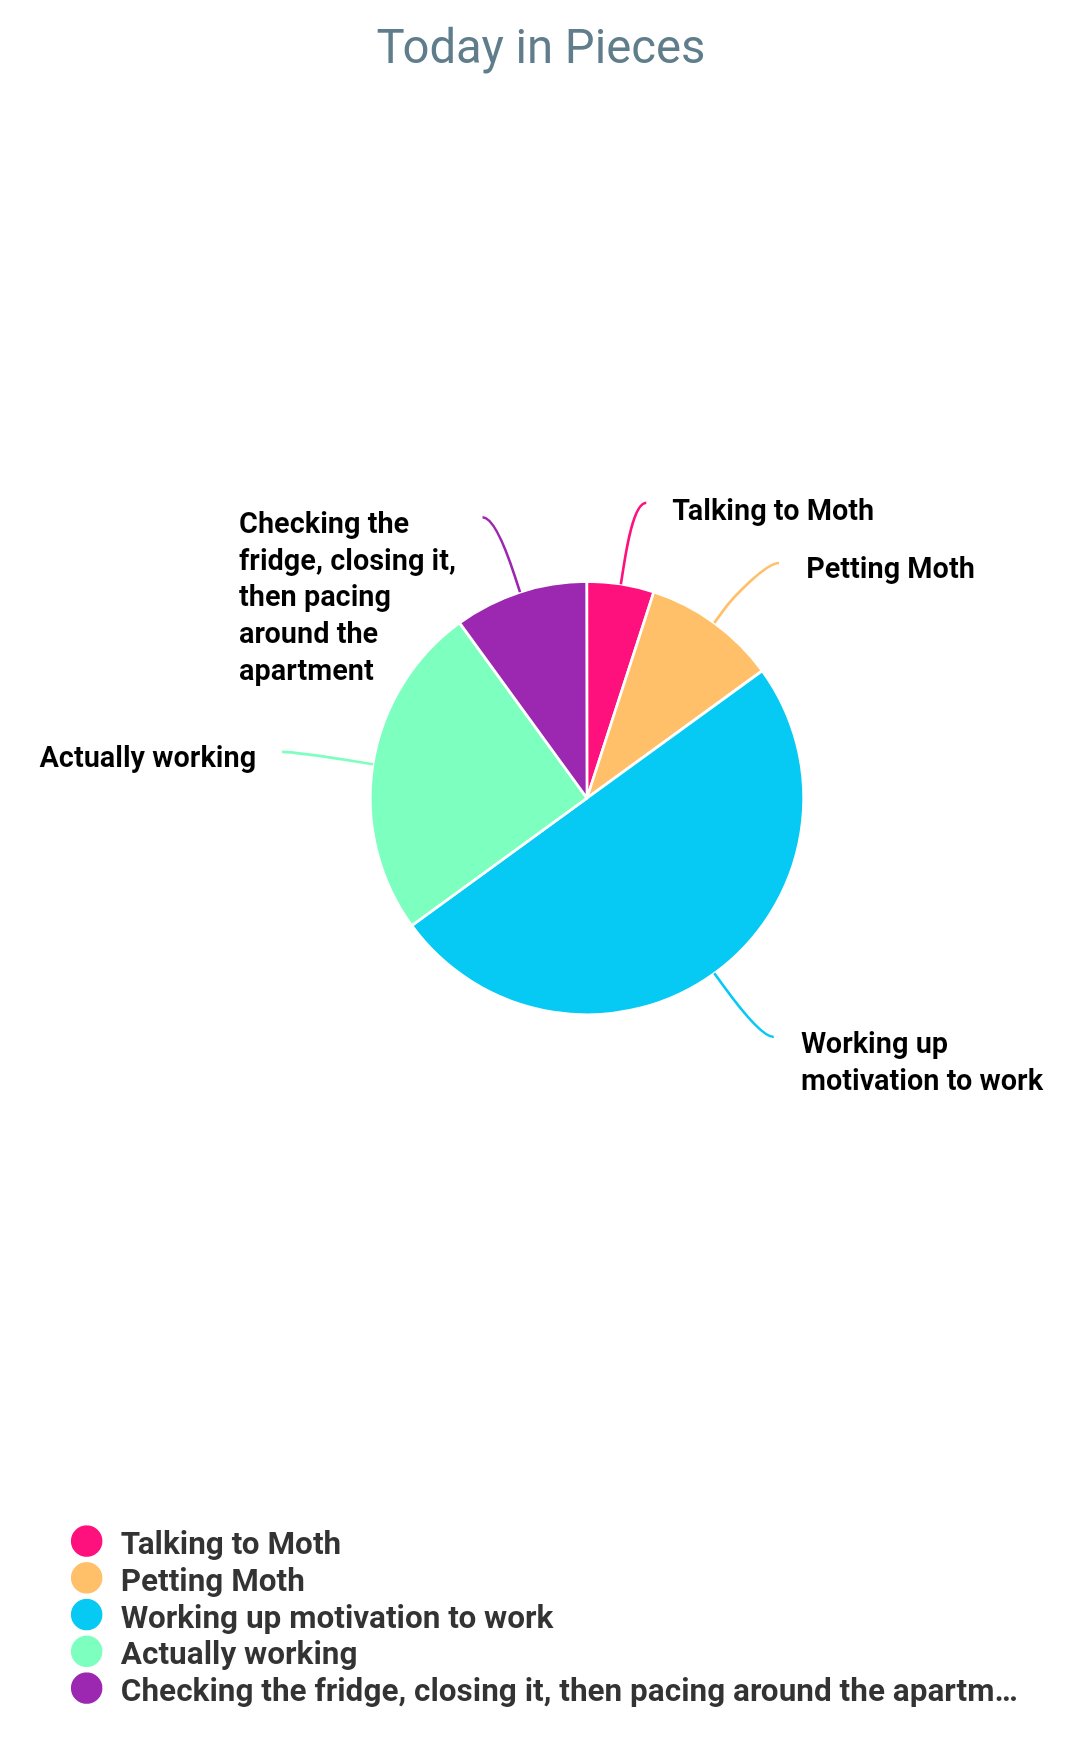 Today in Pieces
Talking to Moth
Petting Moth
Checking the
fridge, closing it,
then pacing
around the
apartment
Actually working
Working up
motivation to work
Talking to Moth
Petting Moth
Working up motivation to work
Actually working
Checking the fridge, closing it, then pacing around the apartm...